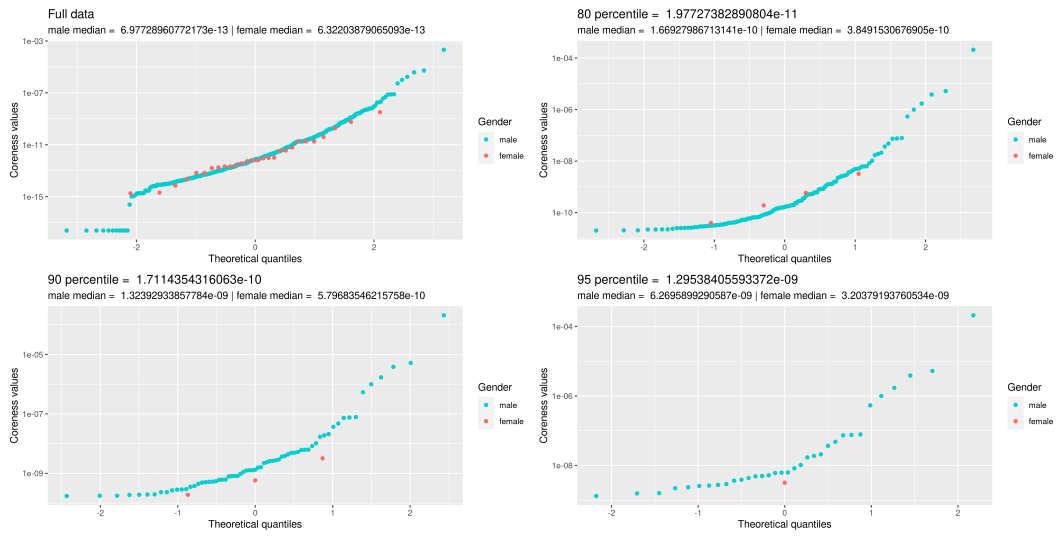 Full data
male median = 6.97728960772173e-13 | female median = 6.32203879065093e-13
1e-03
1e-07
1e-11
1e-15
Coreness values
-2
0
2
Theoretical quantiles
Gender
male
female
80 percentile = 1.97727382890804e-11
male median = 1.66927986713141e-10 | female median = 3.8491530676905e-10
1e-04
1e-06
1e-08
1e-10
Coreness values
-2
-1
0
1
2
Theoretical quantiles
Gender
male
female
90 percentile = 1.7114354316063e-10
male median = 1.32392933857784e-09 | female median = 5.79683546215758e-10
1e-05
1e-07
1e-09
Coreness values
-2
-1
0
1
2
Theoretical quantiles
Gender
male
female
95 percentile = 1.29538405593372e-09
male median = 6.2695899290587e-09 | female median = 3.20379193760534e-09
1e-04
1e-06
1e-08
Coreness values
-2
-1
0
1
2
Theoretical quantiles
Gender
male
female